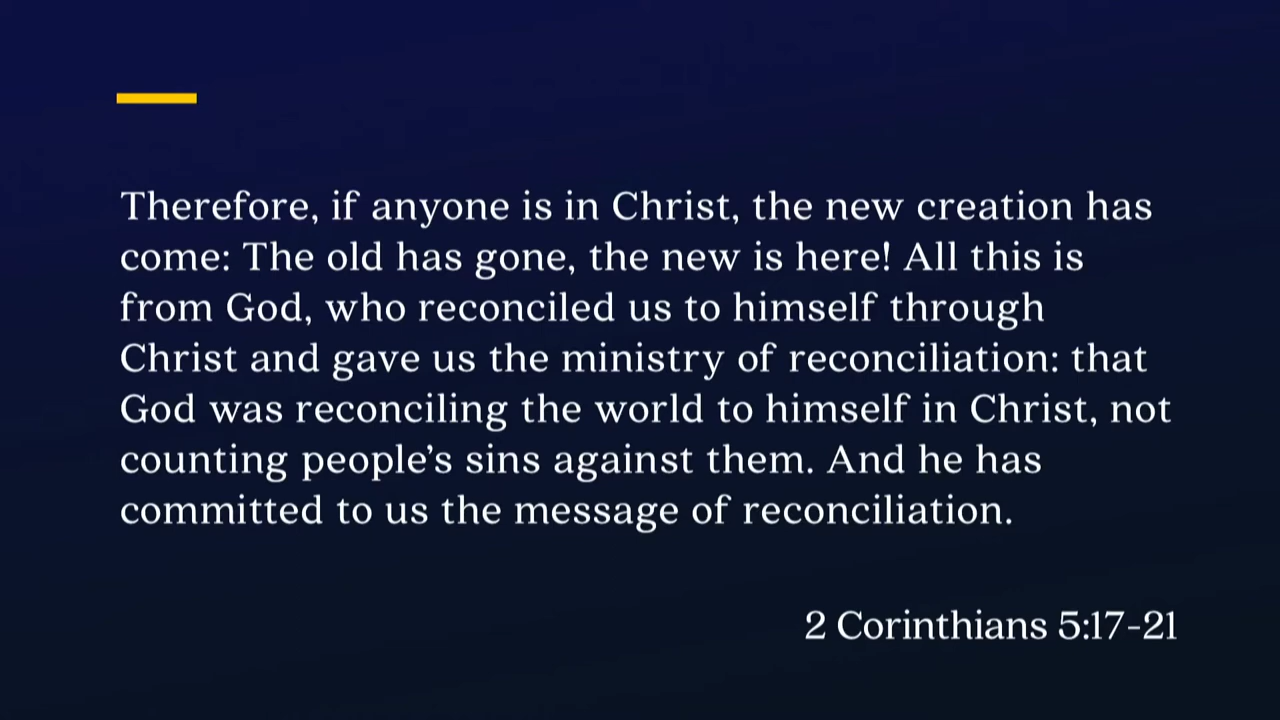 Therefore, if anyone is in Christ, the new creation has
come: The old has gone, the new is here! All this is
from God, who reconciled us to himself through
Christ and gave us the ministry of reconciliation: that
God was reconciling the world to himself in Christ, not
counting people’s sins against them. And he has
committed to us the message of reconciliation.
2 Corinthians 5:17-21